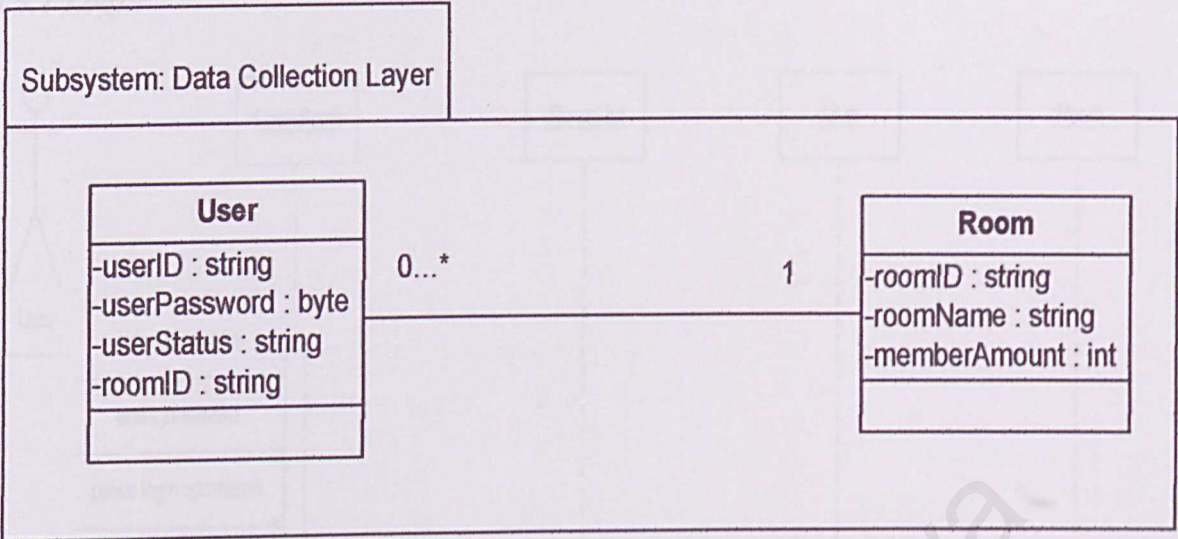 Subsystem: Data Collection Layer
User
-userID : string
-userPassword : byte
-userStatus : string
-roomID : string
0...*
1
Room
-roomID : string
-roomName : string
-memberAmount : int